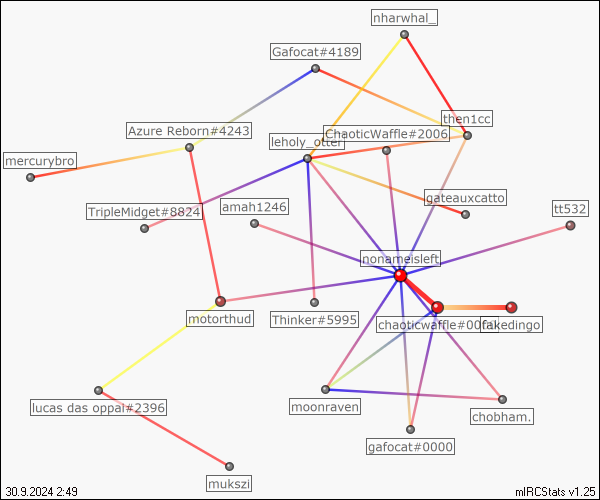 nharwhal_
Gafocat#4189
then1cc
Azure Reborn#4243
ChaoticWaffle#2006
leholy_otter
mercurybro
gateauxcatto
amah1246
tt532
TripleMidget#8824
nonameisleft
motorthud
Thinker#5995
chaoticwaffle#00
fakedingo
lucas das oppai#2396
moonraven
chobham.
gafocat#0000
mukszi
30.9.2024 2:49
mIRCStats v1.25